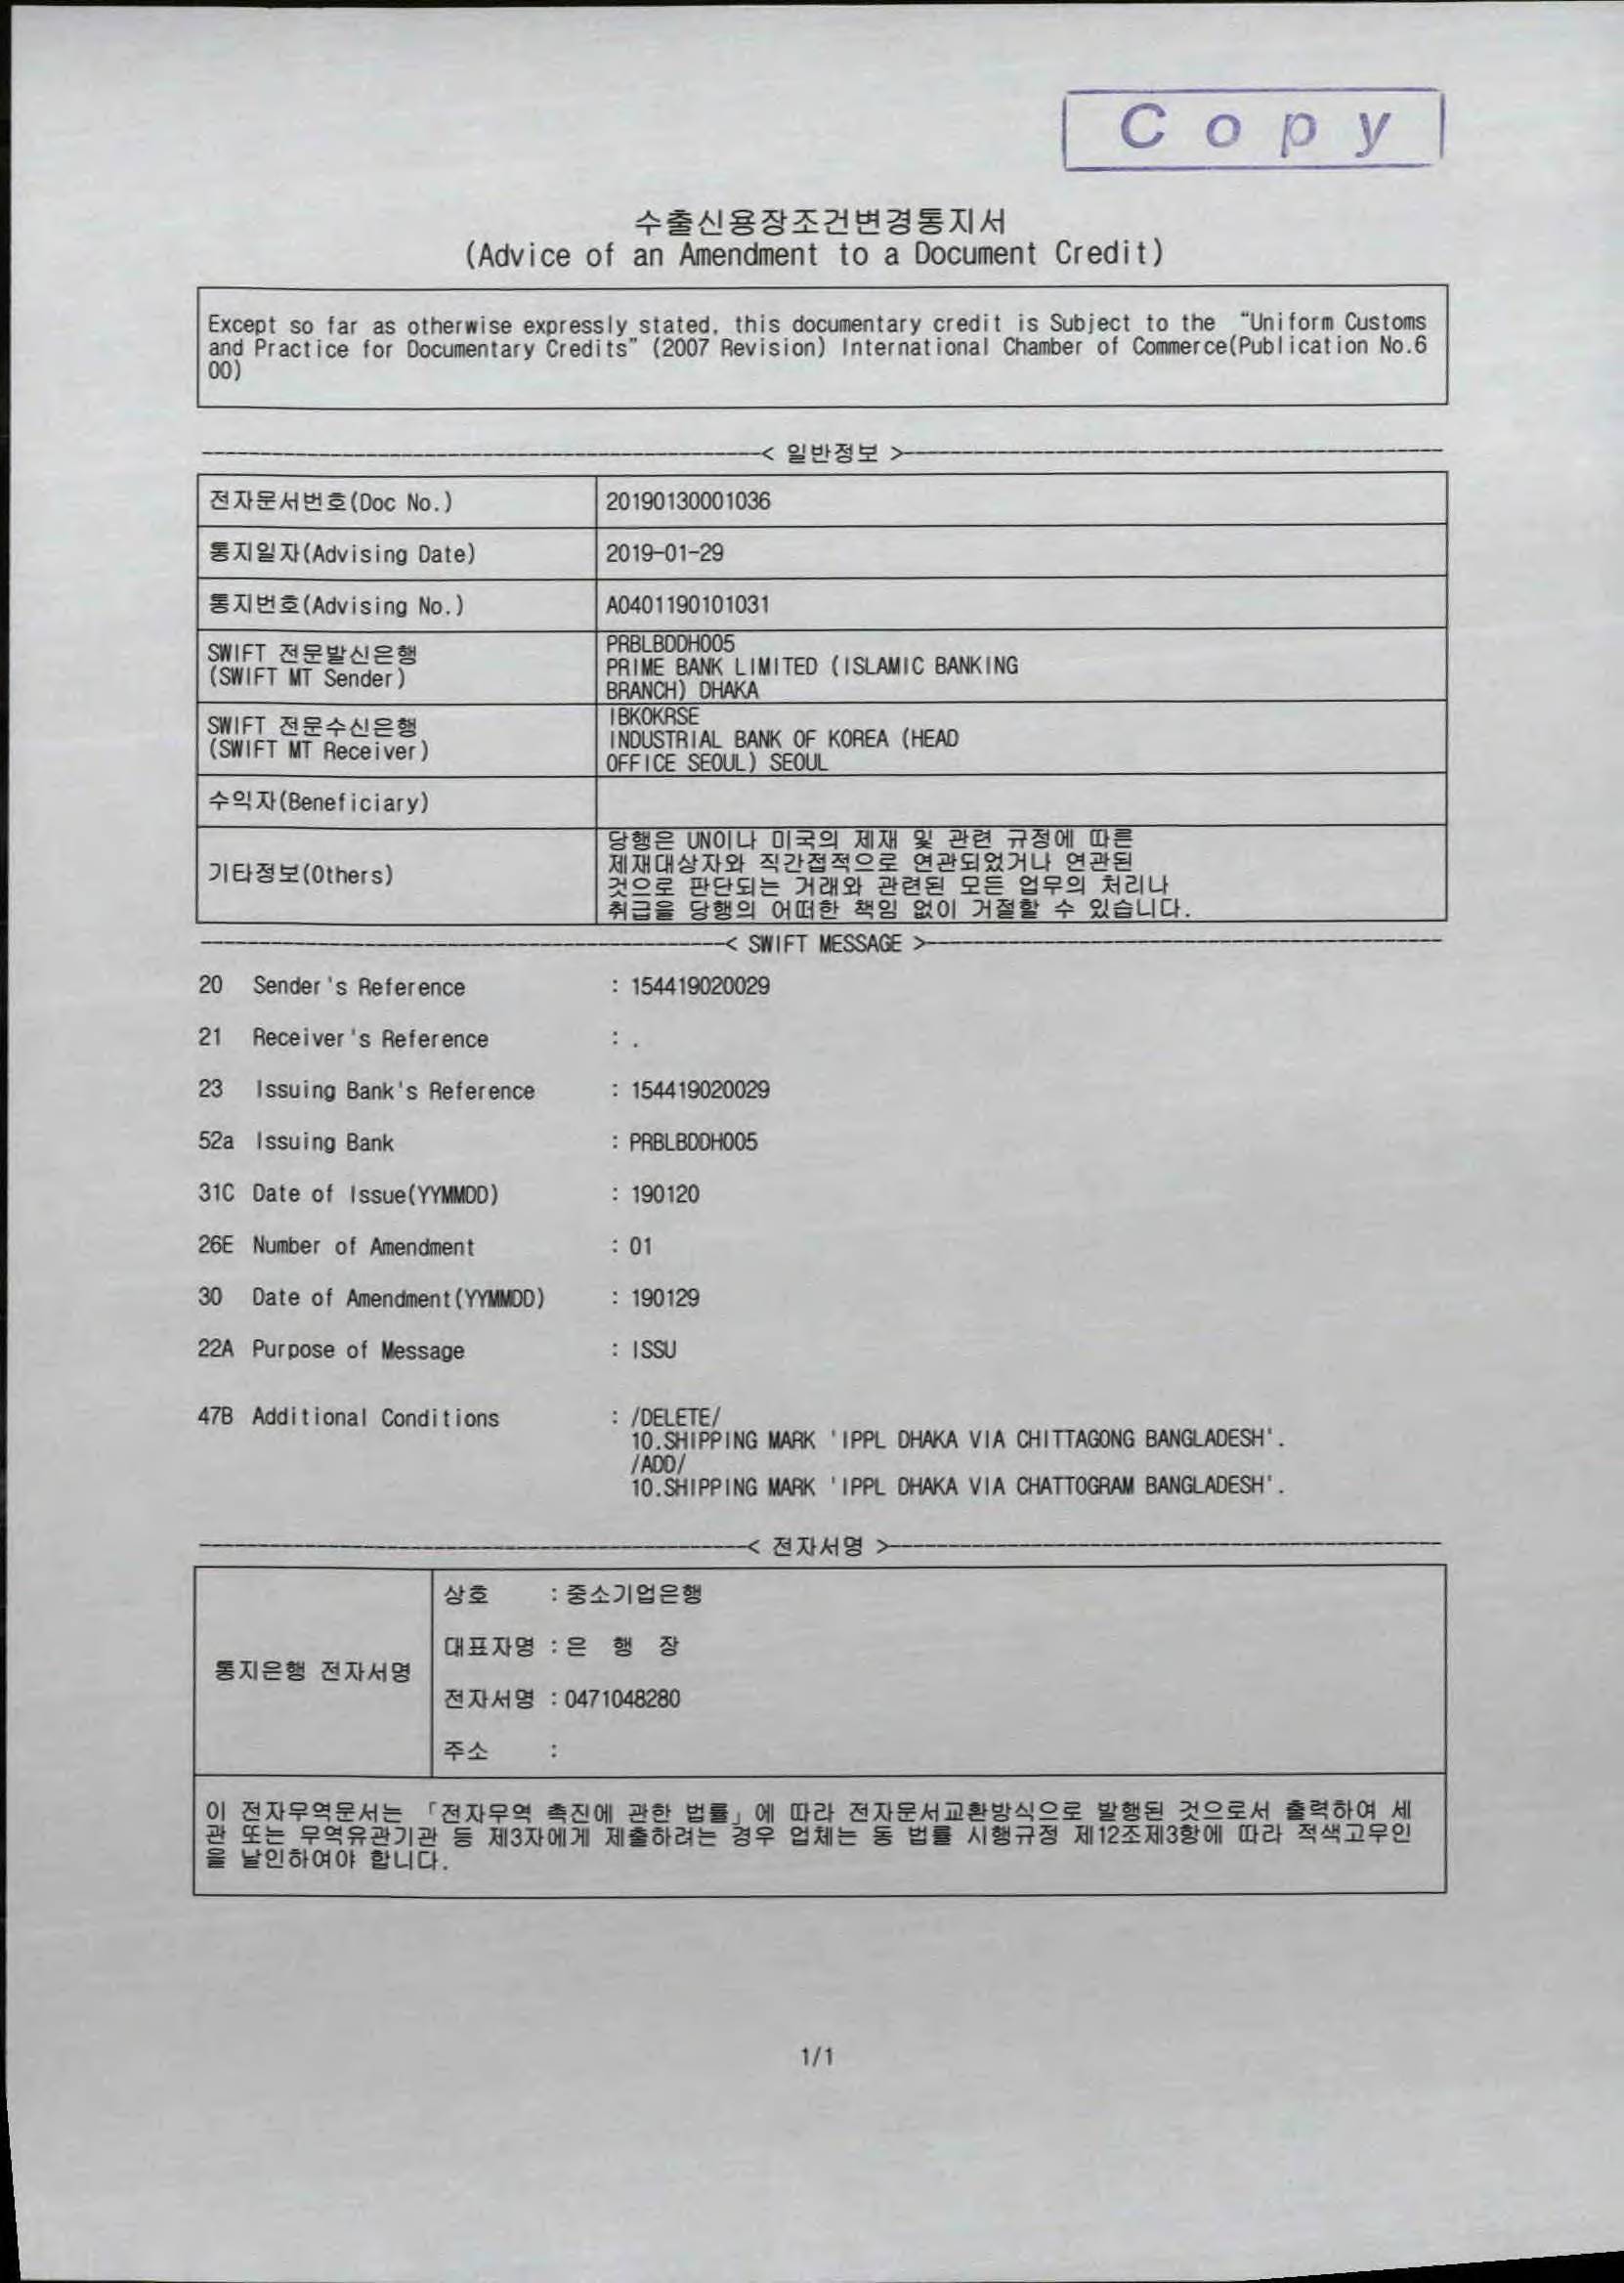 Copy
수출신용장조건변경통지서
(Advice of an Amendment to a Document Credit)
Except so far as otherwise expressly stated, this documentary credit is Subject to the "Uniform Customs
and Practice for Documentary Credits" (2007 Revision) International Chamber of Commerce(Publication No.6
00)
< 일반정보 >
전자문서번호(Doc No.) 20190130001036
통지일자(Advising Date) 2019-01-29
통지번호(Advising No.) A0401190101031
SWIFT 전문발신은행
(SWIFT MT Sender)
PRBLBDDH005
PRIME BANK LIMITED (ISLAMIC BANKING
BRANCH) DHAKA
SWIFT 전문수신은행
(SWIFT MT Receiver)
IBKOKRSE
INDUSTRIAL BANK OF KOREA (HEAD
OFFICE SEOUL) SEOUL
수익자(Beneficiary)
기타정보(Others)
당행은 UN이나 미국의 제재 및 관련 규정에 따른
제재대상자와 직간접적으로 연관되었거나 연관된
것으로 판단되는 거래와 관련된 모든 업무의 처리나
취급을 당행의 어떠한 책임 없이 거절할 수 있습니다.
< SWIFT MESSAGE >
20 Sender's Reference : 154419020029
21 Receiver's Reference : .
23 Issuing Bank's Reference : 154419020029
52a Issuing Bank : PRBLBDDH005
31C Date of Issue(YYMMDD) : 190120
26E Number of Amendment : 01
30 Date of Amendment(YYMMDD) : 190129
22A Purpose of Message : ISSU
47B Additional Conditions : /DELETE/
10.SHIPPING MARK 'IPPL DHAKA VIA CHITTAGONG BANGLADESH'.
/ADD/
10.SHIPPING MARK 'IPPL DHAKA VIA CHATTOGRAM BANGLADESH'.
< 전자서명 >
통지은행 전자서명
상호 : 중소기업은행
대표자명 : 은 행 장
전자서명 : 0471048280
주소 :
이 전자무역문서는 「전자무역 촉진에 관한 법률」에 따라 전자문서교환방식으로 발행된 것으로서 출력하여 세
관 또는 무역유관기관 등 제3자에게 제출하려는 경우 업체는 동 법률 시행규정 제12조제3항에 따라 적색고무인
을 날인하여야 합니다.
1/1